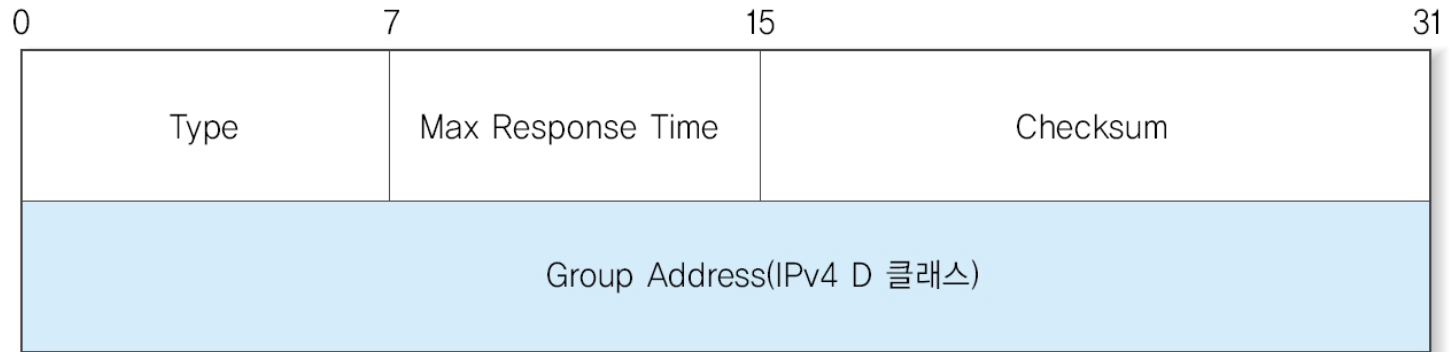 0 7 15 31
Type Max Response Time Checksum
Group Address(IPv4 D 클래스)